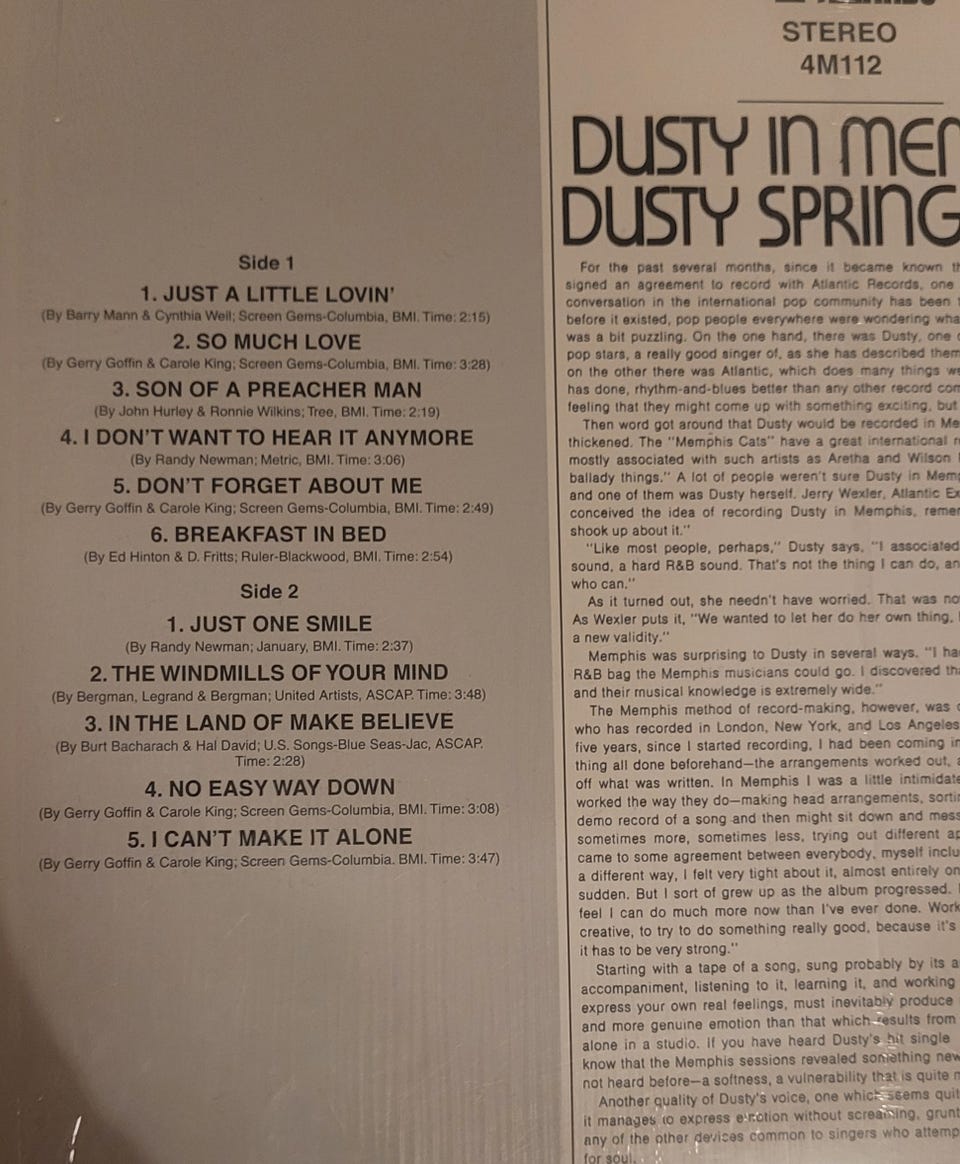 Side 1
1. JUST A LITTLE LOVIN'
(By Barry Mann & Cynthia Weil; Screen Gems-Columbia, BMI. Time: 2:15)
2. SO MUCH LOVE
(By Gerry Goffin & Carole King; Screen Gems-Columbia, BMI. Time: 3:28)
3. SON OF A PREACHER MAN
(By John Hurley & Ronnie Wilkins; Tree, BMI. Time: 2:19)
4. I DON'T WANT TO HEAR IT ANYMORE
(By Randy Newman; Metric, BMI. Time: 3:06)
5. DON'T FORGET ABOUT ME
(By Gerry Goffin & Carole King; Screen Gems-Columbia, BMI. Time: 2:49)
6. BREAKFAST IN BED
(By Ed Hinton & D. Fritts; Ruler-Blackwood, BMI. Time: 2:54)
Side 2
1. JUST ONE SMILE
(By Randy Newman; January, BMI. Time: 2:37)
2. THE WINDMILLS OF YOUR MIND
(By Bergman, Legrand & Bergman; United Artists, ASCAP. Time: 3:48)
3. IN THE LAND OF MAKE BELIEVE
(By Burt Bacharach & Hal David; U.S. Songs-Blue Seas-Jac, ASCAP.
Time: 2:28)
4. NO EASY WAY DOWN
(By Gerry Goffin & Carole King; Screen Gems-Columbia, BMI. Time: 3:08)
5. I CAN'T MAKE IT ALONE
(By Gerry Goffin & Carole King; Screen Gems-Columbia. BMI. Time: 3:47)
STEREO
4M112
DUSTY IN MEM
DUSTY SPRING
For the past several months, since it became known th
signed an agreement to record with Atlantic Records, one
conversation in the international pop community has been
before it existed, pop people everywhere were wondering wha
was a bit puzzling. On the one hand, there was Dusty, one
pop stars, a really good singer of, as she has described them
on the other there was Atlantic, which does many things we
has done, rhythm-and-blues better than any other record com
feeling that they might come up with something exciting, but
Then word got around that Dusty would be recorded in Me
thickened. The "Memphis Cats" have a great international r
mostly associated with such artists as Aretha and Wilson
ballady things." A lot of people weren't sure Dusty in Memp
and one of them was Dusty herself. Jerry Wexler, Atlantic Ex
conceived the idea of recording Dusty in Memphis, remem
shook up about it."
"Like most people, perhaps," Dusty says, "I associated
sound, a hard R&B sound. That's not the thing I can do, an
who can."
As it turned out, she needn't have worried. That was no
As Wexler puts it, "We wanted to let her do her own thing,
a new validity."
Memphis was surprising to Dusty in several ways. "I ha
R&B bag the Memphis musicians could go. I discovered tha
and their musical knowledge is extremely wide."
The Memphis method of record-making, however, was
who has recorded in London, New York, and Los Angeles
five years, since I started recording, I had been coming in
thing all done beforehand—the arrangements worked out, a
off what was written. In Memphis I was a little intimidate
worked the way they do—making head arrangements, sorti
demo record of a song and then might sit down and mess
sometimes more, sometimes less, trying out different ap
came to some agreement between everybody, myself inclu
a different way, I felt very tight about it, almost entirely on
sudden. But I sort of grew up as the album progressed.
feel I can do much more now than I've ever done. Work
creative, to try to do something really good, because it's
it has to be very strong."
Starting with a tape of a song, sung probably by its a
accompaniment, listening to it, learning it, and working
express your own real feelings, must inevitably produce
and more genuine emotion than that which results from
alone in a studio. If you have heard Dusty's hit single
know that the Memphis sessions revealed something new
not heard before—a softness, a vulnerability that is quite m
Another quality of Dusty's voice, one which seems quit
it manages to express emotion without screaming, grunt
any of the other devices common to singers who attemp
for soul.